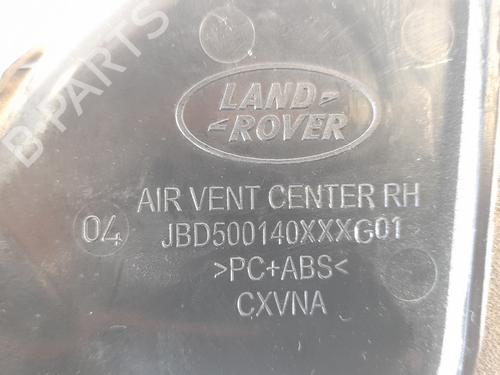 LAND
ROVER
AIR VENT CENTER RH
04
JBD500140XXXG01
>PC+ABS<
CXVNA
B-PARTS